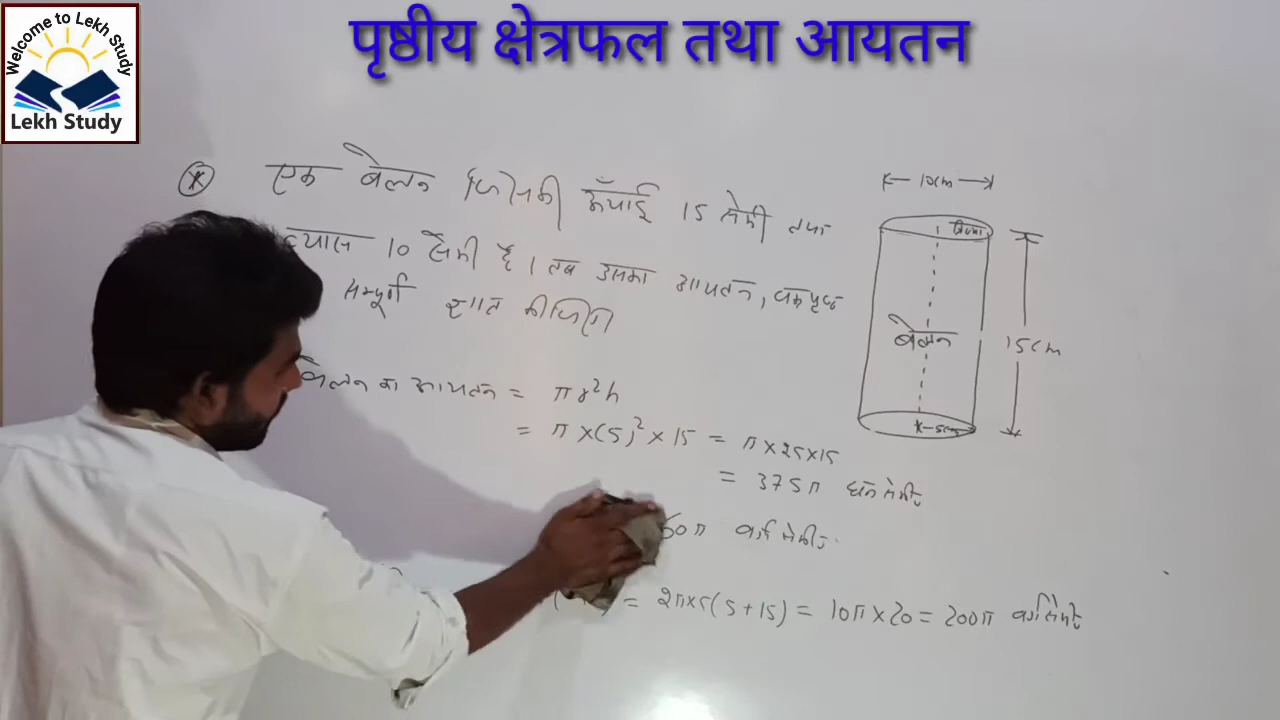 Welcome to Lekh Study
Lekh Study
पृष्ठीय क्षेत्रफल तथा आयतन
एक बेलन जिसकी ऊँचाई 15 सेमी तथा
व्यास 10 सेमी है। तब उसका आयतन, वक्रपृष्ठ
सम्पूर्ण ज्ञात कीजिए
बेलन का आयतन = πr²h
= π×(5)²×15 = π×25×15
= 375π घन सेमी॰
50π वर्ग सेमी॰
= 2π×5(5+15) = 10π×20 = 200π वर्ग सेमी॰
10cm
बेलन
15cm
5cm